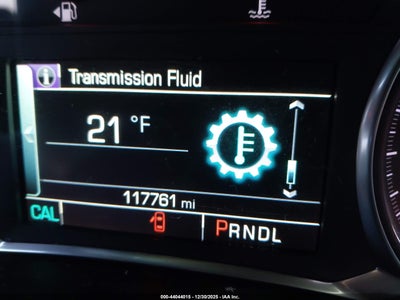 Transmission Fluid
21 °F
117761 mi
CAL
PRNDL
000-44044015 - 12/30/2025 - IAA Inc.